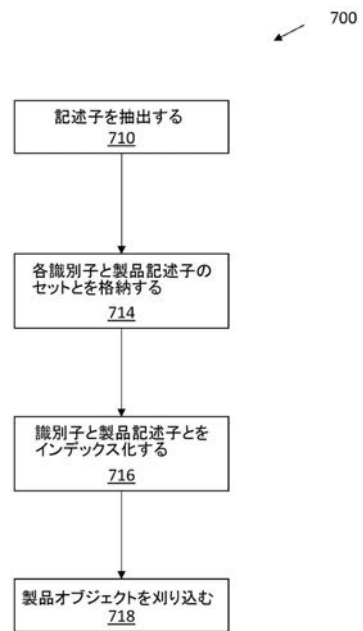 700
記述子を抽出する
710
各識別子と製品記述子の
セットとを格納する
714
識別子と製品記述子とを
インデックス化する
716
製品オブジェクトを刈り込む
718